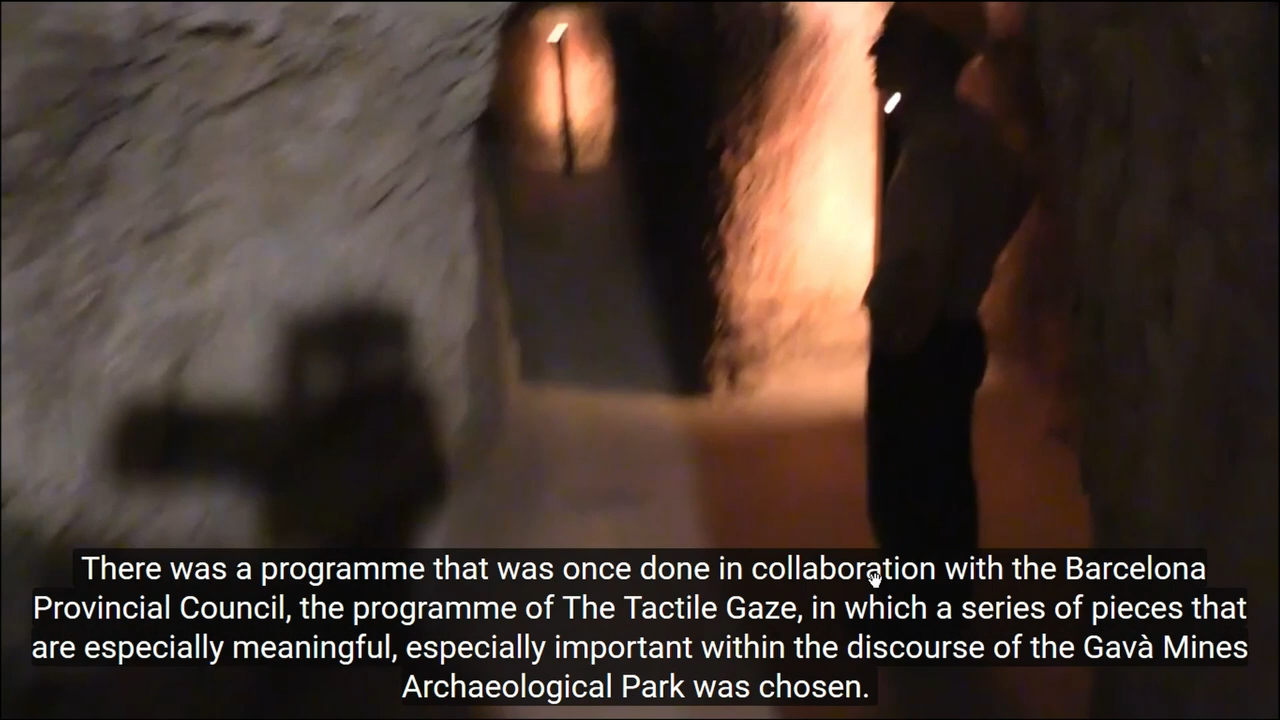 There was a programme that was once done in collaboration with the Barcelona
Provincial Council, the programme of The Tactile Gaze, in which a series of pieces that
are especially meaningful, especially important within the discourse of the Gavà Mines
Archaeological Park was chosen.